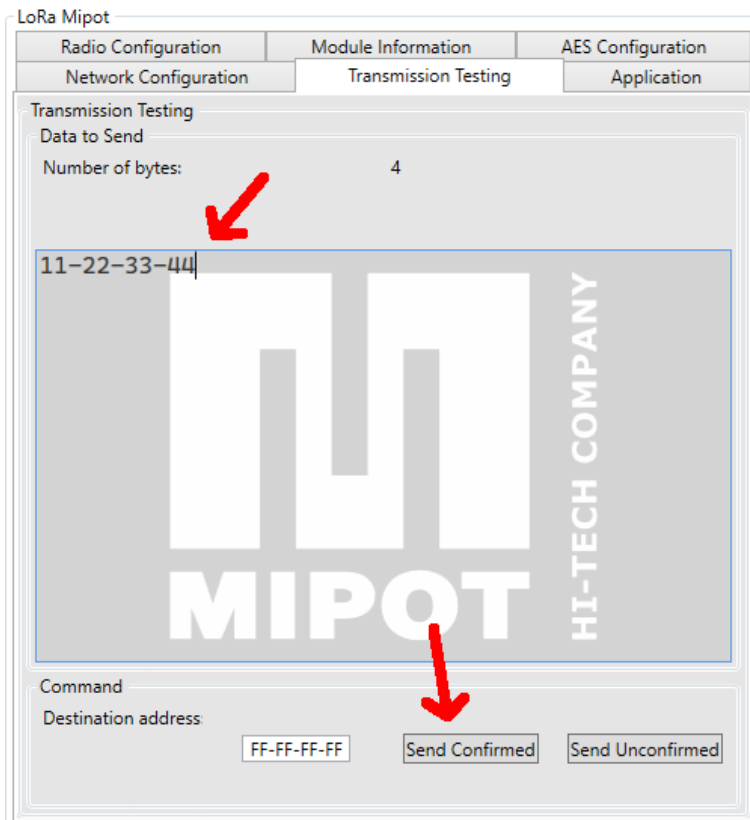 LoRa Mipot
Radio Configuration Module Information AES Configuration
Network Configuration Transmission Testing Application
Transmission Testing
Data to Send
Number of bytes: 4
11-22-33-44
MIPOT
HI-TECH COMPANY
Command
Destination address:
FF-FF-FF-FF Send Confirmed Send Unconfirmed